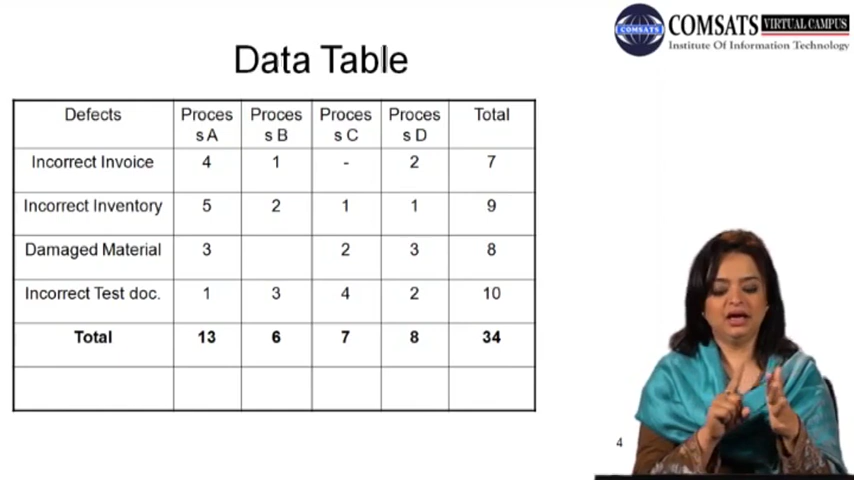 COMSATS VIRTUAL CAMPUS
COMSATS
Institute Of Information Technology
Data Table
Defects Proces Proces Proces Proces Total
s A s B s C s D
Incorrect Invoice 4 1 - 2 7
Incorrect Inventory 5 2 1 1 9
Damaged Material 3 2 3 8
Incorrect Test doc. 1 3 4 2 10
Total 13 6 7 8 34
4